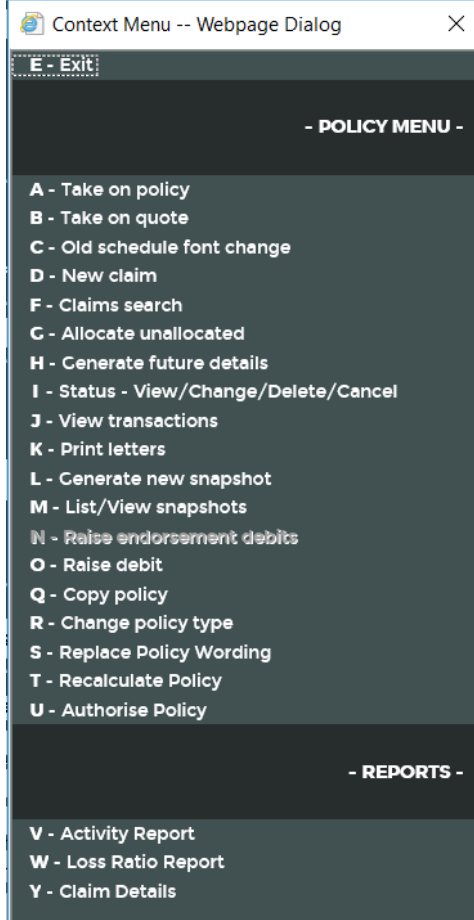 Context Menu -- Webpage Dialog
E - Exit
- POLICY MENU -
A - Take on policy
B - Take on quote
C - Old schedule font change
D - New claim
F - Claims search
G - Allocate unallocated
H - Generate future details
I - Status - View/Change/Delete/Cancel
J - View transactions
K - Print letters
L - Generate new snapshot
M - List/View snapshots
N - Raise endorsement debits
O - Raise debit
Q - Copy policy
R - Change policy type
S - Replace Policy Wording
T - Recalculate Policy
U - Authorise Policy
- REPORTS -
V - Activity Report
W - Loss Ratio Report
Y - Claim Details